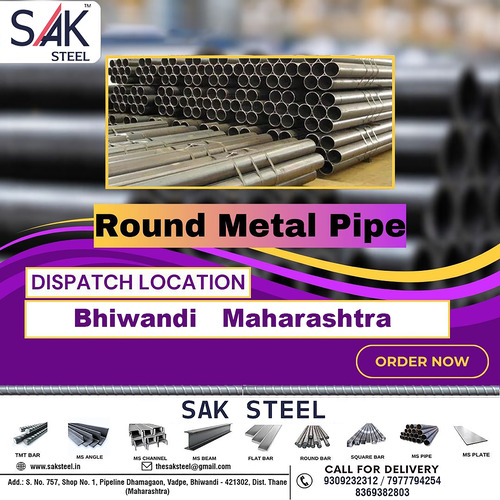 SAK
TM
STEEL
Round Metal Pipe
DISPATCH LOCATION
Bhiwandi Maharashtra
ORDER NOW
SAK STEEL
TMT BAR
MS ANGLE
MS CHANNEL
MS BEAM
FLAT BAR
ROUND BAR
SQUARE BAR
MS PIPE
MS PLATE
www.saksteel.in
thesaksteel@gmail.com
Add.: S. No. 757, Shop No. 1, Pipeline Dhamagaon, Vadpe, Bhiwandi - 421302, Dist. Thane
(Maharashtra)
CALL FOR DELIVERY
9309232312 / 7977794254
8369382803